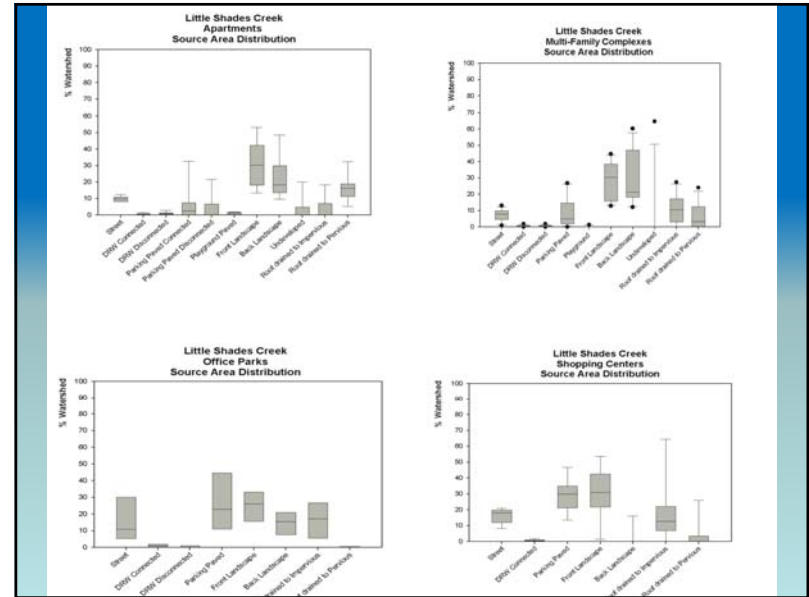 Little Shades Creek
Apartments
Source Area Distribution
% Watershed
100
90
80
70
60
50
40
30
20
10
0
Street
DRW Connected
DRW Disconnected
Parking Paved Connected
Parking Paved Disconnected
Playground Paved
Front Landscape
Back Landscape
Undeveloped
Roof drained to Impervious
Roof drained to Pervious
Little Shades Creek
Multi-Family Complexes
Source Area Distribution
% Watershed
100
90
80
70
60
50
40
30
20
10
0
Street
DRW Connected
DRW Disconnected
Parking Paved
Playground
Front Landscape
Back Landscape
Undeveloped
Roof drained to Impervious
Roof drained to Pervious
Little Shades Creek
Office Parks
Source Area Distribution
% Watershed
100
90
80
70
60
50
40
30
20
10
0
Street
DRW Connected
DRW Disconnected
Parking Paved
Front Landscape
Back Landscape
drained to Impervious
drained to Pervious
Little Shades Creek
Shopping Centers
Source Area Distribution
% Watershed
100
90
80
70
60
50
40
30
20
10
0
Street
DRW Connected
Parking Paved
Front Landscape
Back Landscape
drained to Impervious
Roof drained to Pervious